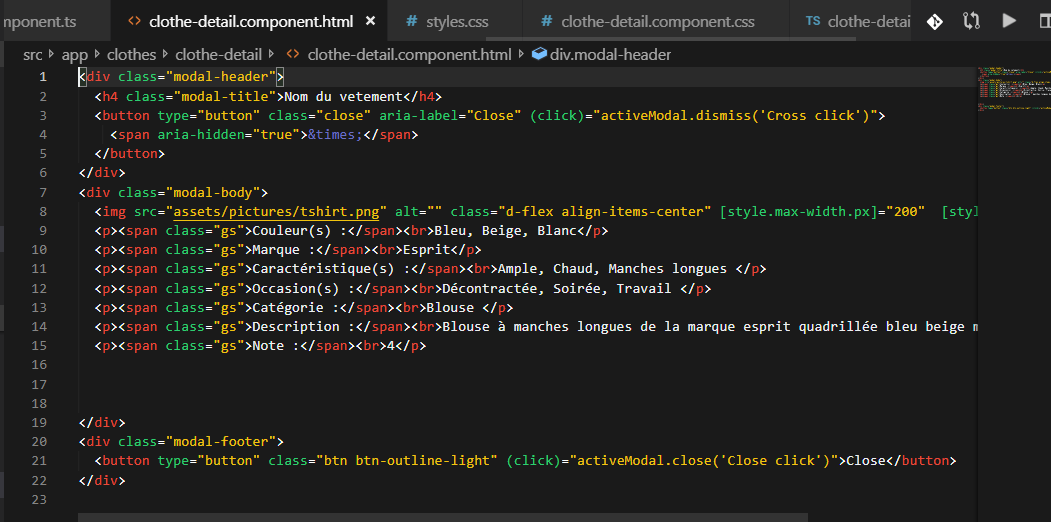 mponent.ts clothe-detail.component.html × # styles.css # clothe-detail.component.css TS clothe-detai
src app clothes clothe-detail <> clothe-detail.component.html div.modal-header
1 <div class="modal-header">
2 <h4 class="modal-title">Nom du vetement</h4>
3 <button type="button" class="close" aria-label="Close" (click)="activeModal.dismiss('Cross click')">
4 <span aria-hidden="true">&times;</span>
5 </button>
6 </div>
7 <div class="modal-body">
8 <img src="assets/pictures/tshirt.png" alt="" class="d-flex align-items-center" [style.max-width.px]="200" [styl
9 <p><span class="gs">Couleur(s) :</span><br>Bleu, Beige, Blanc</p>
10 <p><span class="gs">Marque :</span><br>Esprit</p>
11 <p><span class="gs">Caractéristique(s) :</span><br>Ample, Chaud, Manches longues </p>
12 <p><span class="gs">Occasion(s) :</span><br>Décontractée, Soirée, Travail </p>
13 <p><span class="gs">Catégorie :</span><br>Blouse </p>
14 <p><span class="gs">Description :</span><br>Blouse à manches longues de la marque esprit quadrillée bleu beige m
15 <p><span class="gs">Note :</span><br>4</p>
16
17
18
19 </div>
20 <div class="modal-footer">
21 <button type="button" class="btn btn-outline-light" (click)="activeModal.close('Close click')">Close</button>
22 </div>
23